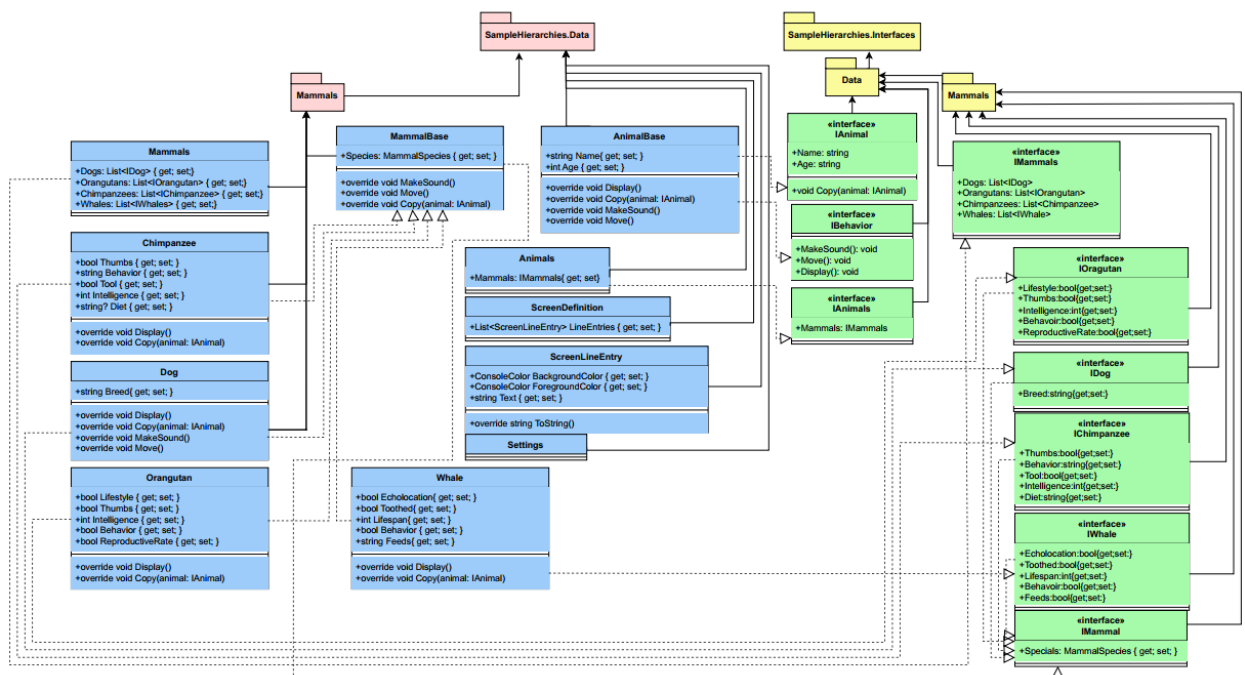 SampleHierarchies.Data
SampleHierarchies.Interfaces
Mammals
Data
Mammals
Mammals
+Dogs: List<IDog> { get; set;}
+Orangutans: List<IOrangutan> { get; set;}
+Chimpanzees: List<IChimpanzee> { get; set;}
+Whales: List<IWhales> { get; set;}
MammalBase
+Species: MammalSpecies { get; set; }
+override void MakeSound()
+override void Move()
+override void Copy(animal: IAnimal)
AnimalBase
+string Name{ get; set; }
+int Age{ get; set; }
+override void Display()
+override void Copy(animal: IAnimal)
+override void MakeSound()
+override void Move()
«interface»
IAnimal
+Name: string
+Age: string
+void Copy(animal: IAnimal)
«interface»
IMammals
+Dogs: List<IDog>
+Orangutans: List<IOrangutan>
+Chimpanzees: List<Chimpanzee>
+Whales: List<IWhale>
«interface»
IBehavior
+MakeSound(): void
+Move(): void
+Display(): void
Chimpanzee
+bool Thumbs { get; set; }
+string Behavior { get; set; }
+bool Tool { get; set; }
+int Intelligence { get; set; }
+string? Diet { get; set; }
+override void Display()
+override void Copy(animal: IAnimal)
Animals
+Mammals: IMammals{ get; set}
«interface»
IAnimals
+Mammals: IMammals
«interface»
IOragutan
+Lifestyle:bool{get;set:}
+Thumbs:bool{get;set:}
+Intelligence:int{get;set:}
+Behavoir:bool{get;set:}
+ReproductiveRate:bool{get;set:}
ScreenDefinition
+List<ScreenLineEntry> LineEntries { get; set; }
ScreenLineEntry
+ConsoleColor BackgroundColor { get; set; }
+ConsoleColor ForegroundColor { get; set; }
+string Text { get; set; }
+override string ToString()
Dog
+string Breed{ get; set; }
+override void Display()
+override void Copy(animal: IAnimal)
+override void MakeSound()
+override void Move()
«interface»
IDog
+Breed:string{get;set:}
Settings
«interface»
IChimpanzee
+Thumbs:bool{get;set:}
+Behavior:string{get;set:}
+Tool:bool{get;set:}
+Intelligence:int{get;set:}
+Diet:string{get;set:}
Orangutan
+bool Lifestyle { get; set; }
+bool Thumbs { get; set; }
+int Intelligence { get; set; }
+bool Behavior { get; set; }
+bool ReproductiveRate { get; set; }
+override void Display()
+override void Copy(animal: IAnimal)
Whale
+bool Echolocation{ get; set; }
+bool Toothed{ get; set; }
+int Lifespan{ get; set; }
+bool Behavior { get; set; }
+string Feeds{ get; set; }
+override void Display()
+override void Copy(animal: IAnimal)
«interface»
IWhale
+Echolocation:bool{get;set:}
+Toothed:bool{get;set:}
+Lifespan:int{get;set:}
+Behavoir:bool{get;set:}
+Feeds:bool{get;set:}
«interface»
IMammal
+Specials: MammalSpecies { get; set; }